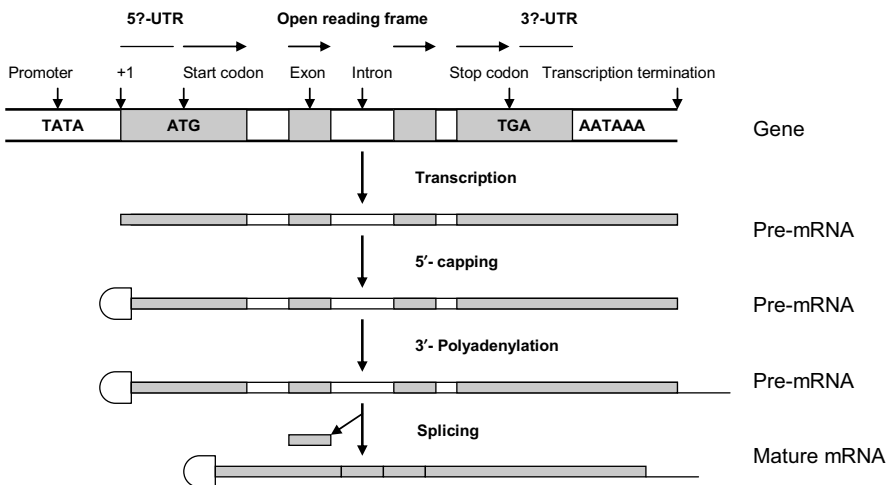 5?-UTR Open reading frame 3?-UTR
Promoter +1 Start codon Exon Intron Stop codon Transcription termination
TATA ATG TGA AATAAA Gene
Transcription
Pre-mRNA
5′- capping
Pre-mRNA
3′- Polyadenylation
Pre-mRNA
Splicing
Mature mRNA